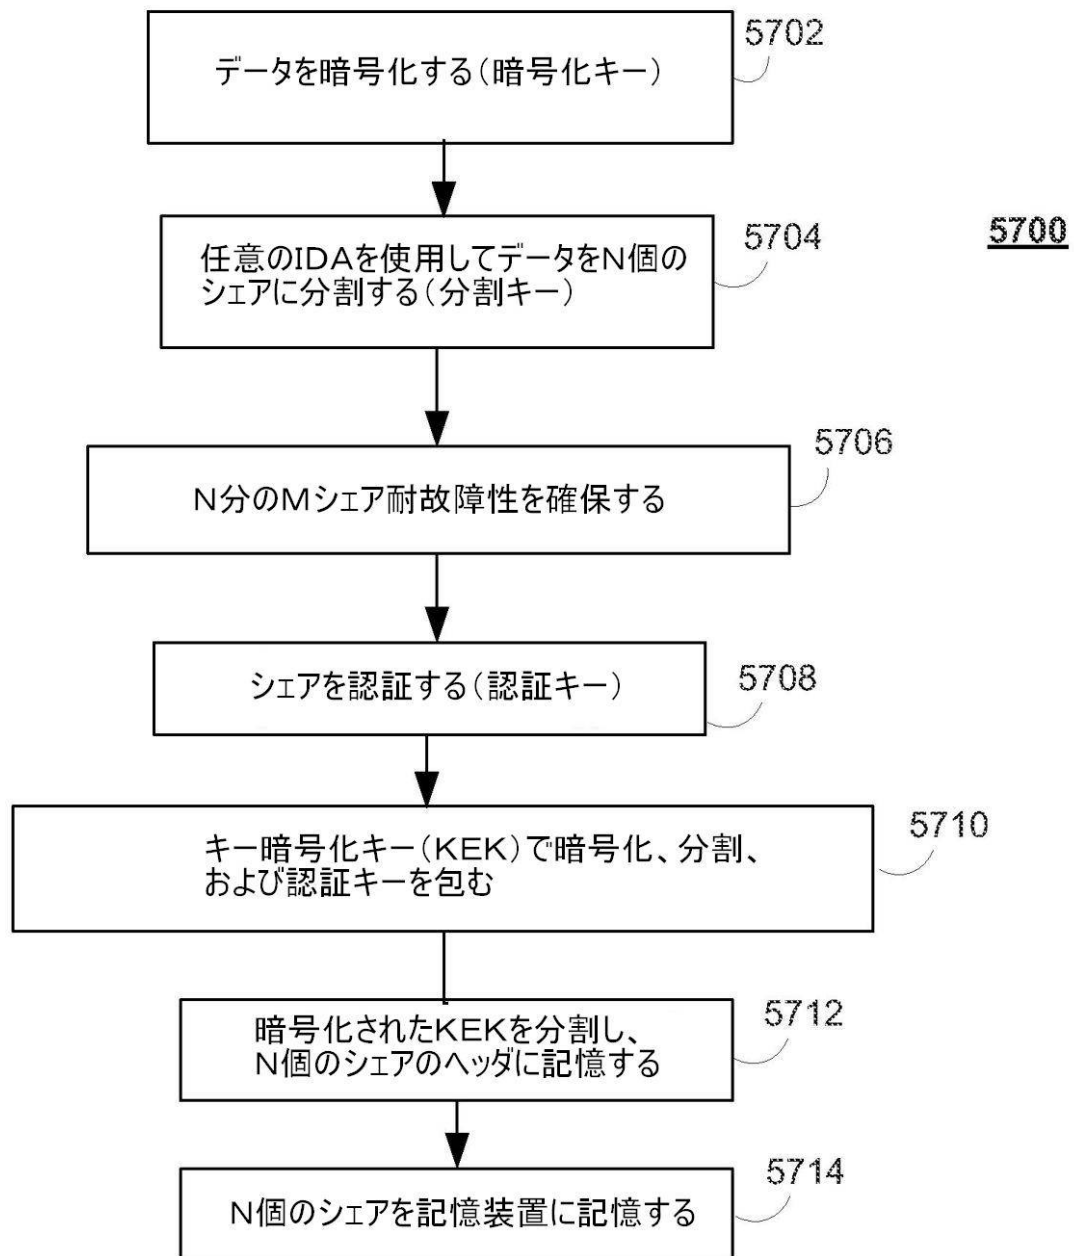 5702
データを暗号化する(暗号化キー)
5704
5700
任意のIDAを使用してデータをN個の
シェアに分割する(分割キー)
5706
N分のMシェア耐故障性を確保する
5708
シェアを認証する(認証キー)
5710
キー暗号化キー(KEK)で暗号化、分割、
および認証キーを包む
5712
暗号化されたKEKを分割し、
N個のシェアのヘッダに記憶する
5714
N個のシェアを記憶装置に記憶する